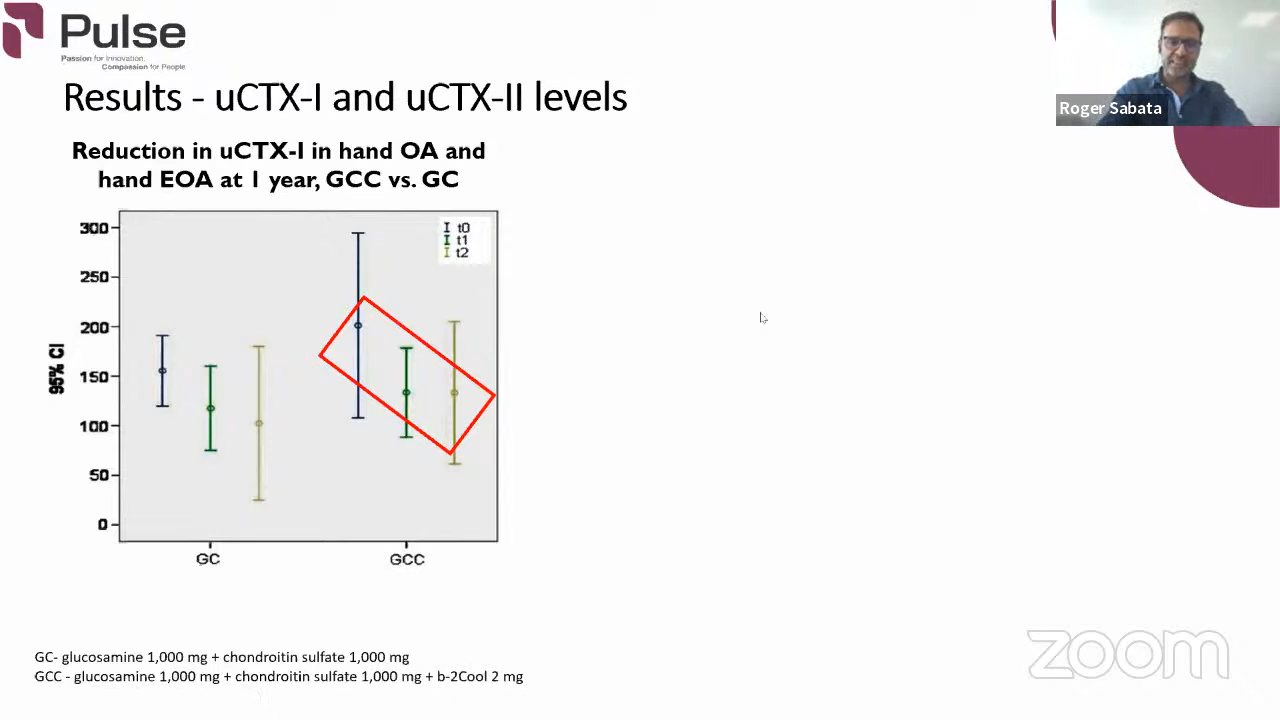 Pulse
Passion for Innovation.
Compassion for People
Results - uCTX-I and uCTX-II levels
Roger Sabata
Reduction in uCTX-I in hand OA and
hand EOA at 1 year, GCC vs. GC
300
250
200
150
100
50
0
95% CI
t0
t1
t2
GC
GCC
GC- glucosamine 1,000 mg + chondroitin sulfate 1,000 mg
GCC - glucosamine 1,000 mg + chondroitin sulfate 1,000 mg + b-2Cool 2 mg
zoom